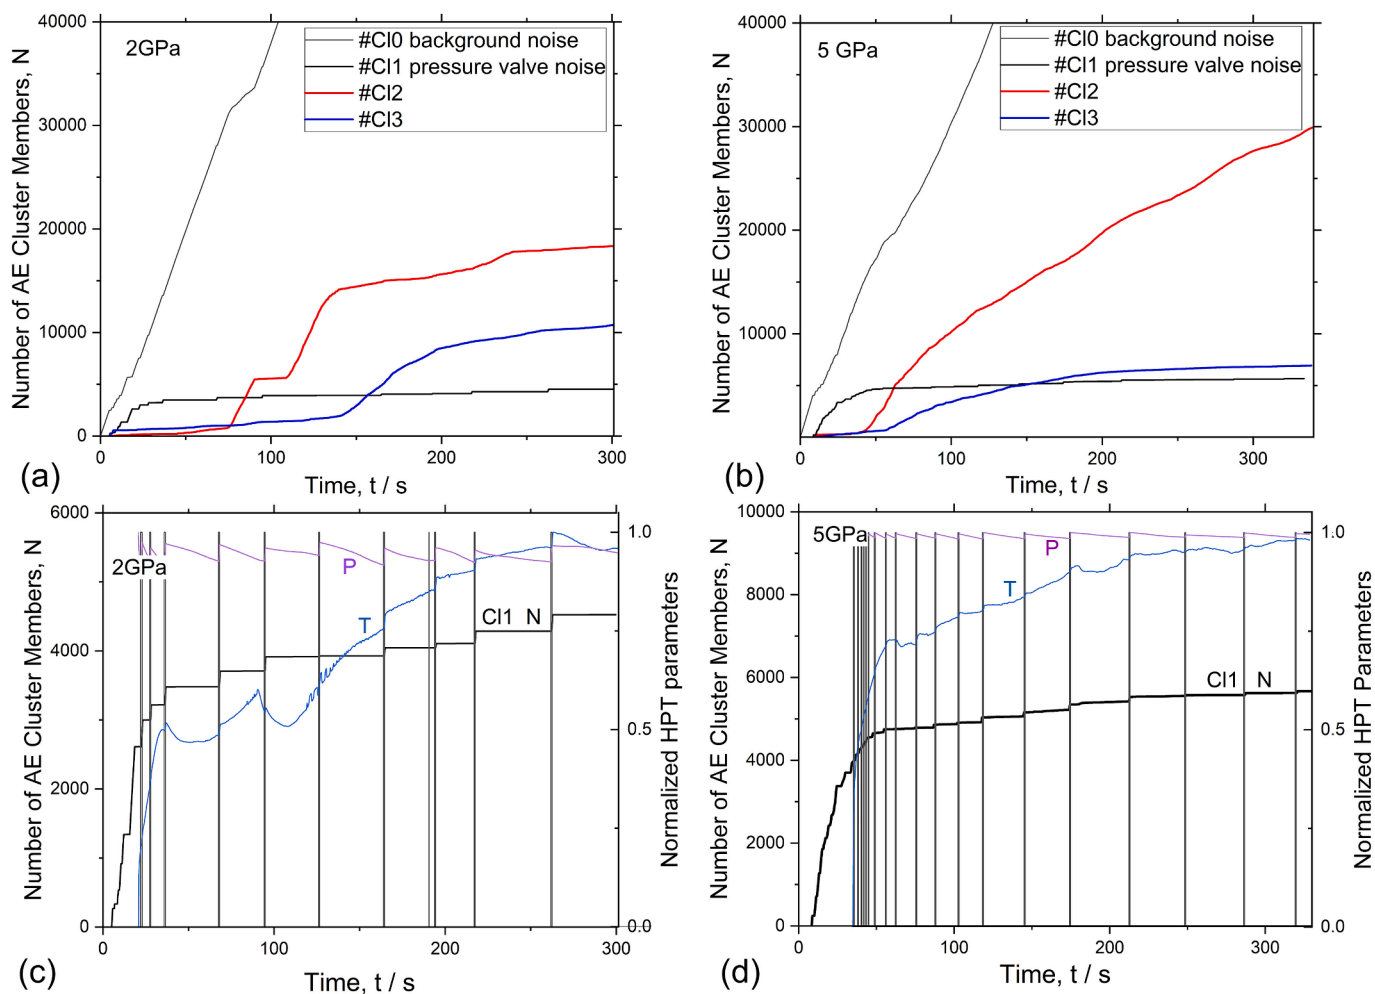 40000
30000
20000
10000
0
Number of AE Cluster Members, N
2GPa
#Cl0 background noise
#Cl1 pressure valve noise
#Cl2
#Cl3
0
100
200
300
Time, t / s
(a)
40000
30000
20000
10000
0
Number of AE Cluster Members, N
5 GPa
#Cl0 background noise
#Cl1 pressure valve noise
#Cl2
#Cl3
0
100
200
300
Time, t / s
(b)
6000
4000
2000
0
Number of AE Cluster Members, N
2GPa
P
T
Cl1 N
1.0
0.5
0.0
Normalized HPT parameters
0
100
200
300
Time, t / s
(c)
10000
8000
6000
4000
2000
0
Number of AE Cluster Members, N
5GPa
P
T
Cl1 N
1.0
0.5
0.0
Normalized HPT Parameters
0
100
200
300
Time, t / s
(d)